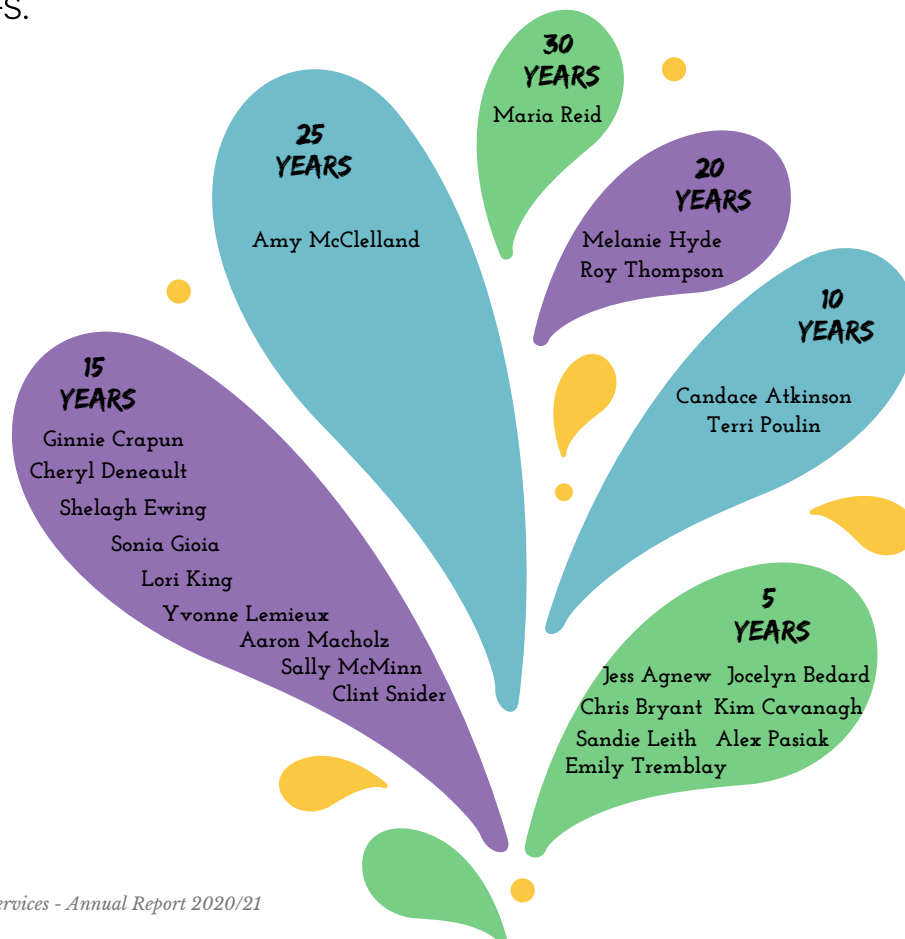 s.
30
YEARS
Maria Reid
25
YEARS
Amy McClelland
20
YEARS
Melanie Hyde
Roy Thompson
10
YEARS
Candace Atkinson
Terri Poulin
15
YEARS
Ginnie Crapun
Cheryl Deneault
Shelagh Ewing
Sonia Gioia
Lori King
Yvonne Lemieux
Aaron Macholz
Sally McMinn
Clint Snider
5
YEARS
Jess Agnew Jocelyn Bedard
Chris Bryant Kim Cavanagh
Sandie Leith Alex Pasiak
Emily Tremblay
ervices - Annual Report 2020/21